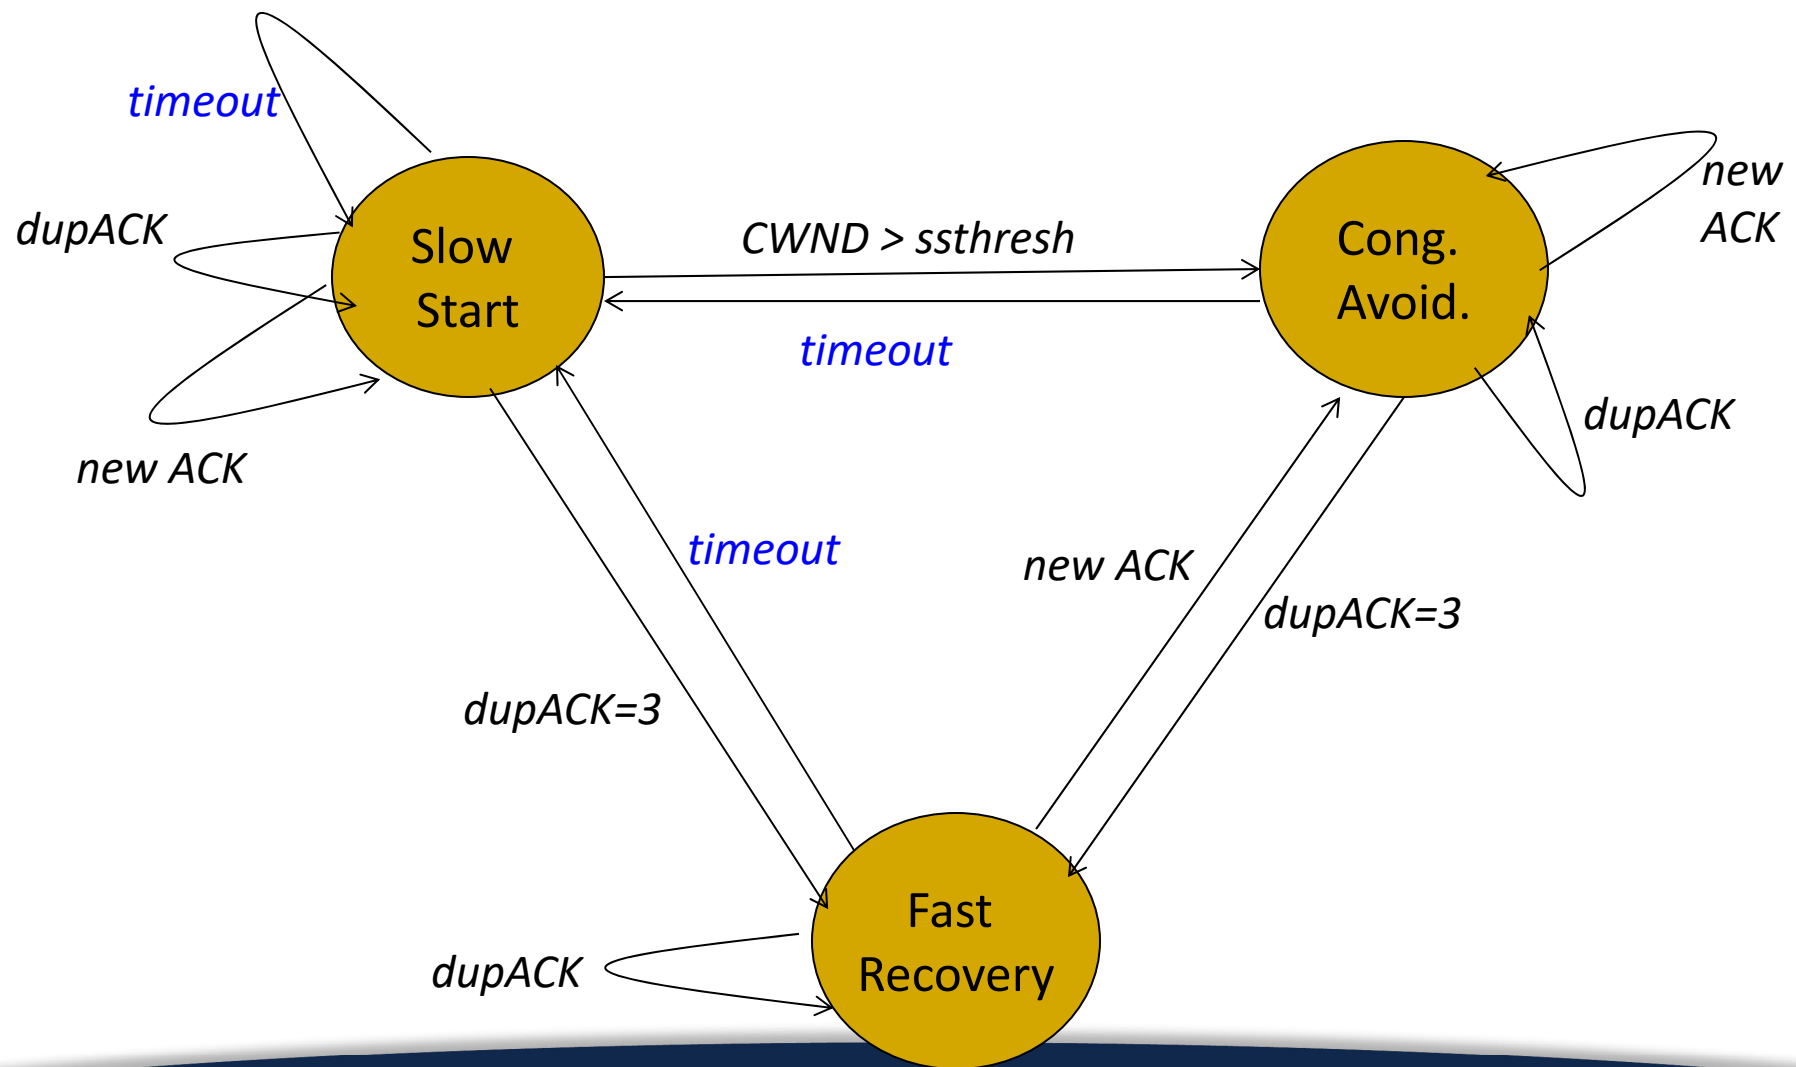 timeout
dupACK
Slow
Start
new ACK
CWND > ssthresh
timeout
Cong.
Avoid.
new
ACK
dupACK
timeout
new ACK
dupACK=3
dupACK=3
Fast
Recovery
dupACK